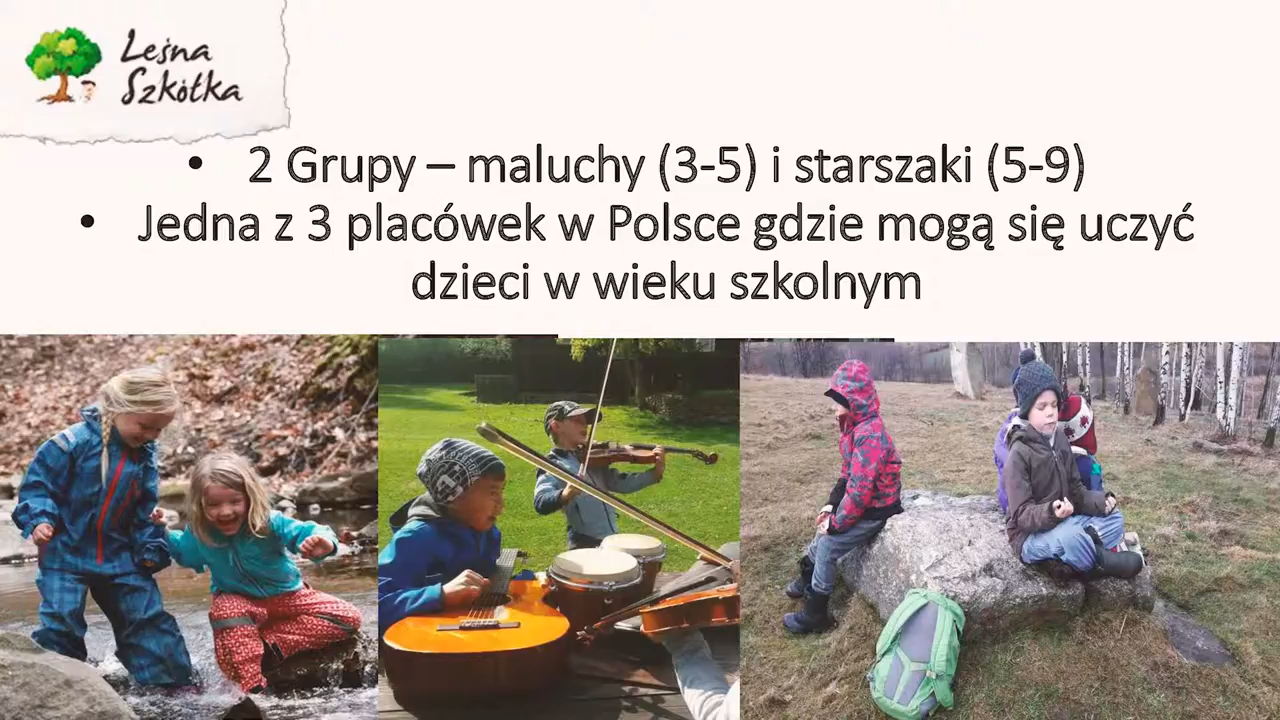 Leśna
Szkółka
• 2 Grupy – maluchy (3-5) i starszaki (5-9)
• Jedna z 3 placówek w Polsce gdzie mogą się uczyć
dzieci w wieku szkolnym